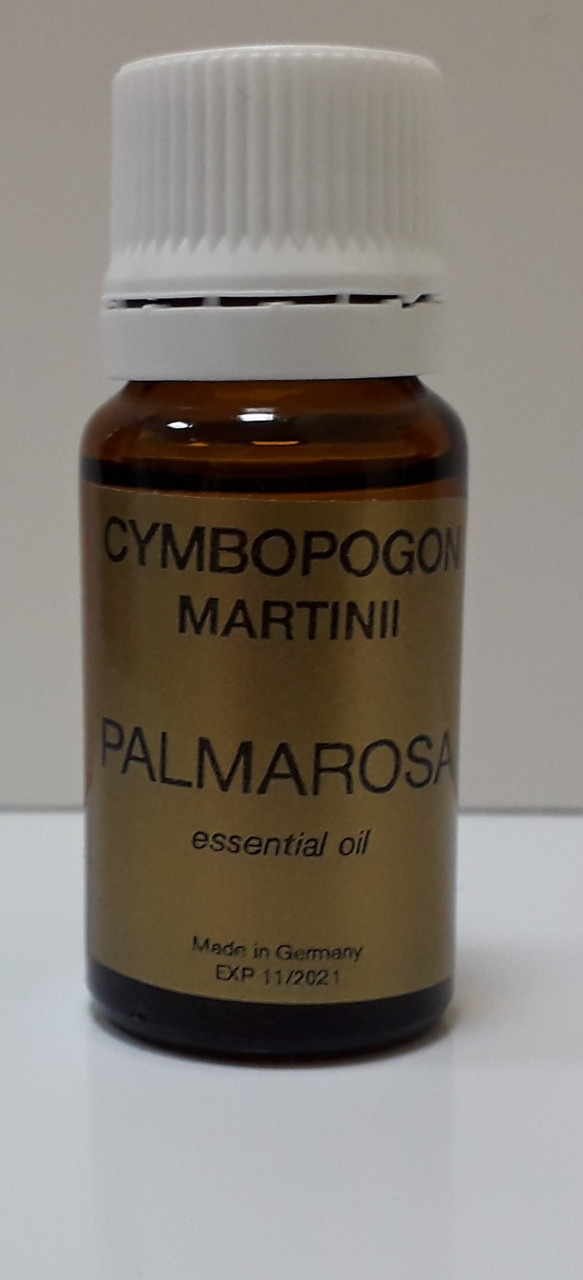 CYMBOPOGON
MARTINII
PALMAROSA
essential oil
Made in Germany
EXP 11/2021